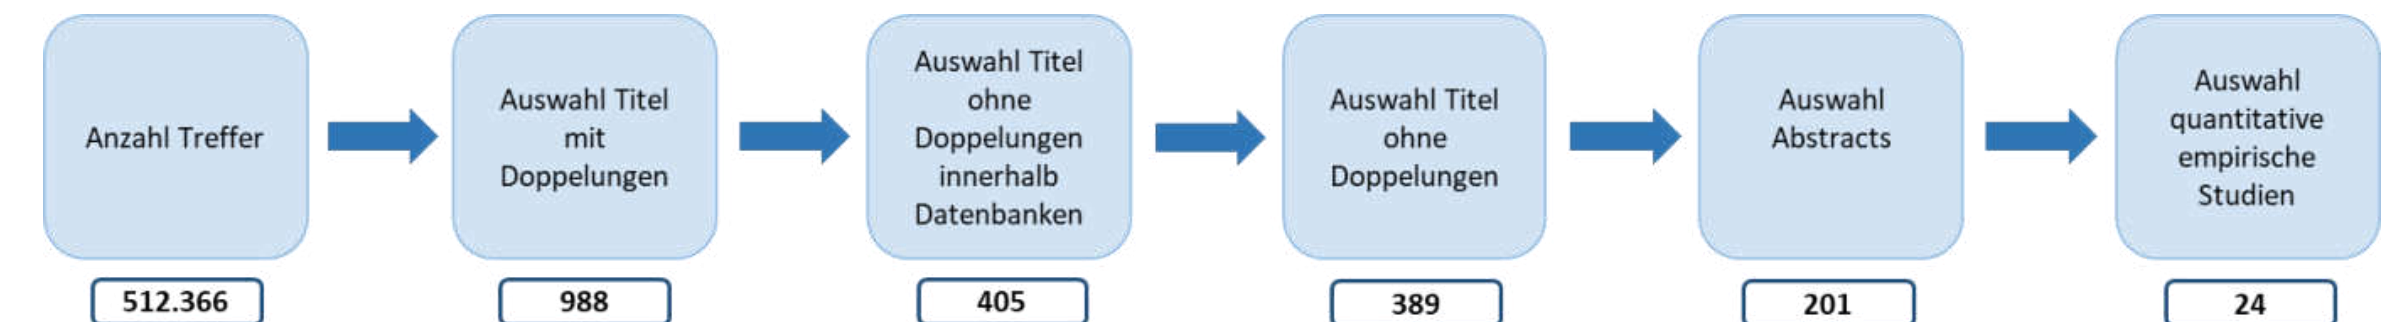 Anzahl Treffer
512.366
Auswahl Titel
mit
Doppelungen
988
Auswahl Titel
ohne
Doppelungen
innerhalb
Datenbanken
405
Auswahl Titel
ohne
Doppelungen
389
Auswahl
Abstracts
201
Auswahl
quantitative
empirische
Studien
24